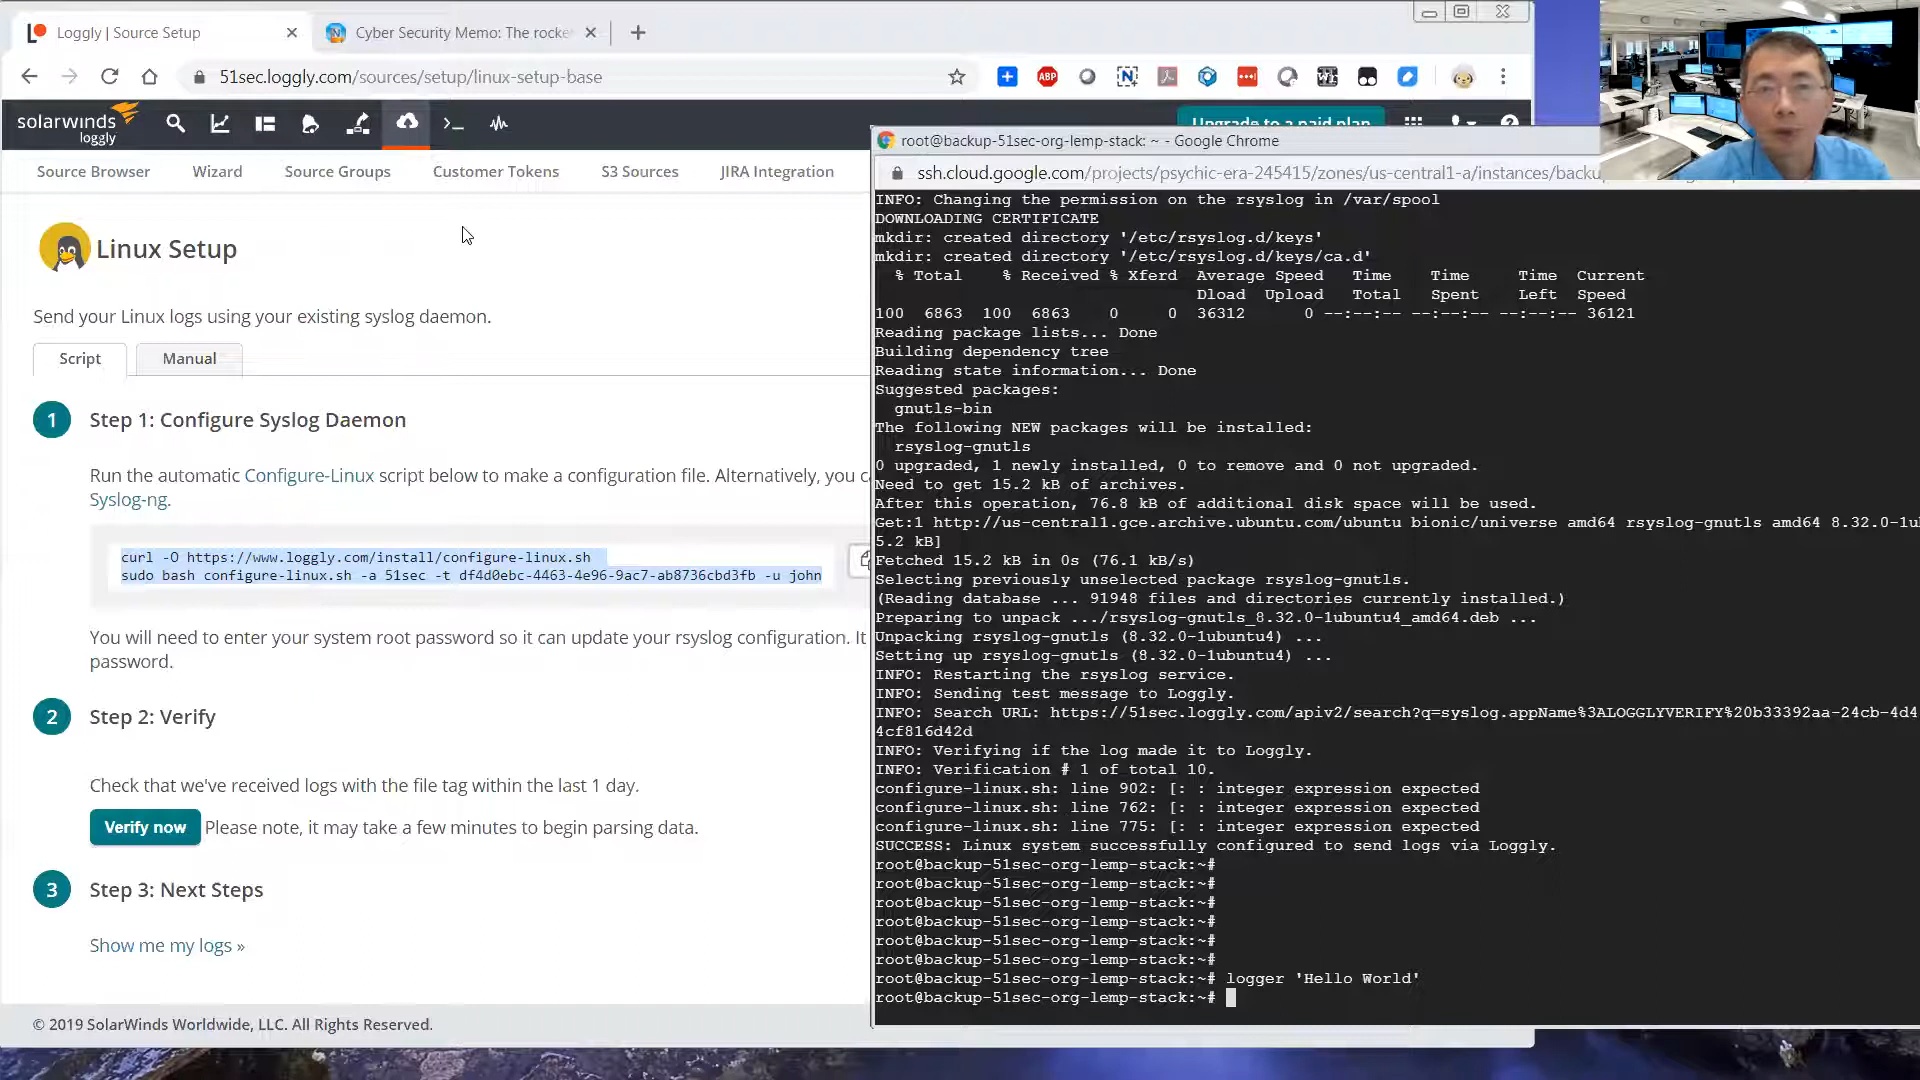 Loggly | Source Setup
Cyber Security Memo: The rocke
51sec.loggly.com/sources/setup/linux-setup-base
ABP
solarwinds
loggly
Upgrade to a paid plan
Source Browser
Wizard
Source Groups
Customer Tokens
S3 Sources
JIRA Integration
Linux Setup
Send your Linux logs using your existing syslog daemon.
Script
Manual
1
Step 1: Configure Syslog Daemon
Run the automatic Configure-Linux script below to make a configuration file. Alternatively, you ca
Syslog-ng.
curl -O https://www.loggly.com/install/configure-linux.sh
sudo bash configure-linux.sh -a 51sec -t df4d0ebc-4463-4e96-9ac7-ab8736cbd3fb -u john
You will need to enter your system root password so it can update your rsyslog configuration. It
password.
2
Step 2: Verify
Check that we've received logs with the file tag within the last 1 day.
Verify now
Please note, it may take a few minutes to begin parsing data.
3
Step 3: Next Steps
Show me my logs »
© 2019 SolarWinds Worldwide, LLC. All Rights Reserved.
root@backup-51sec-org-lemp-stack: ~ - Google Chrome
ssh.cloud.google.com/projects/psychic-era-245415/zones/us-central1-a/instances/backup
INFO: Changing the permission on the rsyslog in /var/spool
DOWNLOADING CERTIFICATE
mkdir: created directory '/etc/rsyslog.d/keys'
mkdir: created directory '/etc/rsyslog.d/keys/ca.d'
% Total % Received % Xferd Average Speed Time Time Time Current
Dload Upload Total Spent Left Speed
100 6863 100 6863 0 0 36312 0 --:--:-- --:--:-- --:--:-- 36121
Reading package lists... Done
Building dependency tree
Reading state information... Done
Suggested packages:
gnutls-bin
The following NEW packages will be installed:
rsyslog-gnutls
0 upgraded, 1 newly installed, 0 to remove and 0 not upgraded.
Need to get 15.2 kB of archives.
After this operation, 76.8 kB of additional disk space will be used.
Get:1 http://us-central1.gce.archive.ubuntu.com/ubuntu bionic/universe amd64 rsyslog-gnutls amd64 8.32.0-1u
5.2 kB]
Fetched 15.2 kB in 0s (76.1 kB/s)
Selecting previously unselected package rsyslog-gnutls.
(Reading database ... 91948 files and directories currently installed.)
Preparing to unpack .../rsyslog-gnutls_8.32.0-1ubuntu4_amd64.deb ...
Unpacking rsyslog-gnutls (8.32.0-1ubuntu4) ...
Setting up rsyslog-gnutls (8.32.0-1ubuntu4) ...
INFO: Restarting the rsyslog service.
INFO: Sending test message to Loggly.
INFO: Search URL: https://51sec.loggly.com/apiv2/search?q=syslog.appName%3ALOGGLYVERIFY%20b33392aa-24cb-4d4
4cf816d42d
INFO: Verifying if the log made it to Loggly.
INFO: Verification # 1 of total 10.
configure-linux.sh: line 902: [: : integer expression expected
configure-linux.sh: line 762: [: : integer expression expected
configure-linux.sh: line 775: [: : integer expression expected
SUCCESS: Linux system successfully configured to send logs via Loggly.
root@backup-51sec-org-lemp-stack:~#
root@backup-51sec-org-lemp-stack:~#
root@backup-51sec-org-lemp-stack:~#
root@backup-51sec-org-lemp-stack:~#
root@backup-51sec-org-lemp-stack:~#
root@backup-51sec-org-lemp-stack:~#
root@backup-51sec-org-lemp-stack:~# logger 'Hello World'
root@backup-51sec-org-lemp-stack:~#